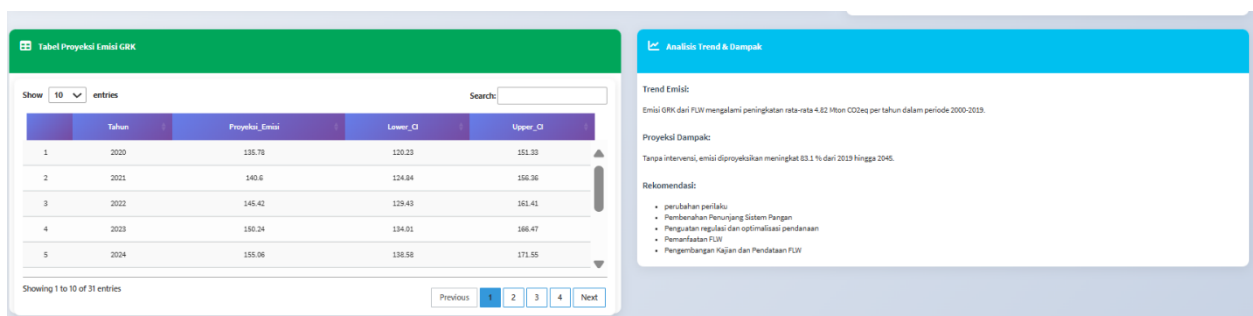 Tabel Proyeksi Emisi GRK
Show 10 entries
Search:
Tahun Proyeksi_Emisi Lower_CI Upper_CI
1 2020 135.78 120.23 151.33
2 2021 140.6 124.84 156.36
3 2022 145.42 129.43 161.41
4 2023 150.24 134.01 166.47
5 2024 155.06 138.58 171.55
Showing 1 to 10 of 31 entries
Previous 1 2 3 4 Next
Analisis Trend & Dampak
Trend Emisi:
Emisi GRK dari FLW mengalami peningkatan rata-rata 4.82 Mton CO2eq per tahun dalam periode 2000-2019.
Proyeksi Dampak:
Tanpa intervensi, emisi diproyeksikan meningkat 83.1 % dari 2019 hingga 2045.
Rekomendasi:
perubahan perilaku
Pembenahan Penunjang Sistem Pangan
Penguatan regulasi dan optimalisasi pendanaan
Pemanfaatan FLW
Pengembangan Kajian dan Pendataan FLW